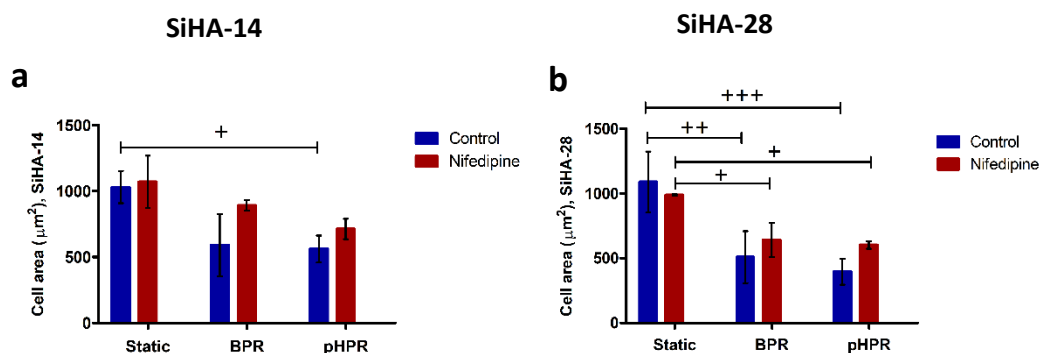 SiHA-14
SiHA-28
a
+
1500
1000
500
0
Cell area (μm²), SiHA-14
Static
BPR
pHPR
Control
Nifedipine
b
+++
++
+
+
1500
1000
500
0
Cell area (μm²), SiHA-28
Static
BPR
pHPR
Control
Nifedipine